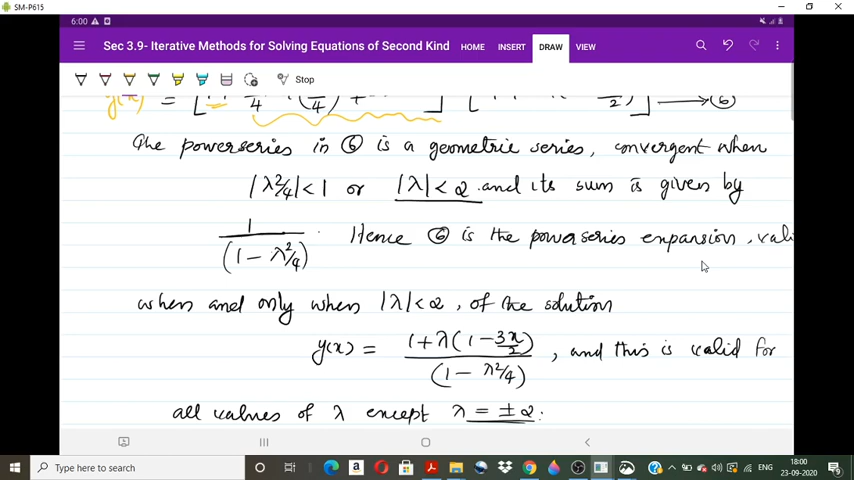 SM-P615
6:00
Sec 3.9- Iterative Methods for Solving Equations of Second Kind
HOME INSERT DRAW VIEW
Stop
y(x) =
The powerseries in ⑥ is a geometric series, convergent when
|λ²/4| < 1 or |λ| < 2 and its sum is given by
1/(1 - λ²/4). Hence ⑥ is the powerseries expansion, vali
when and only when |λ| < 2, of the solution
y(x) = (1 + λ(1 - 3x/2))/(1 - λ²/4), and this is valid for
all values of λ except λ = ±2.
Type here to search
ENG
18:00
23-09-2020